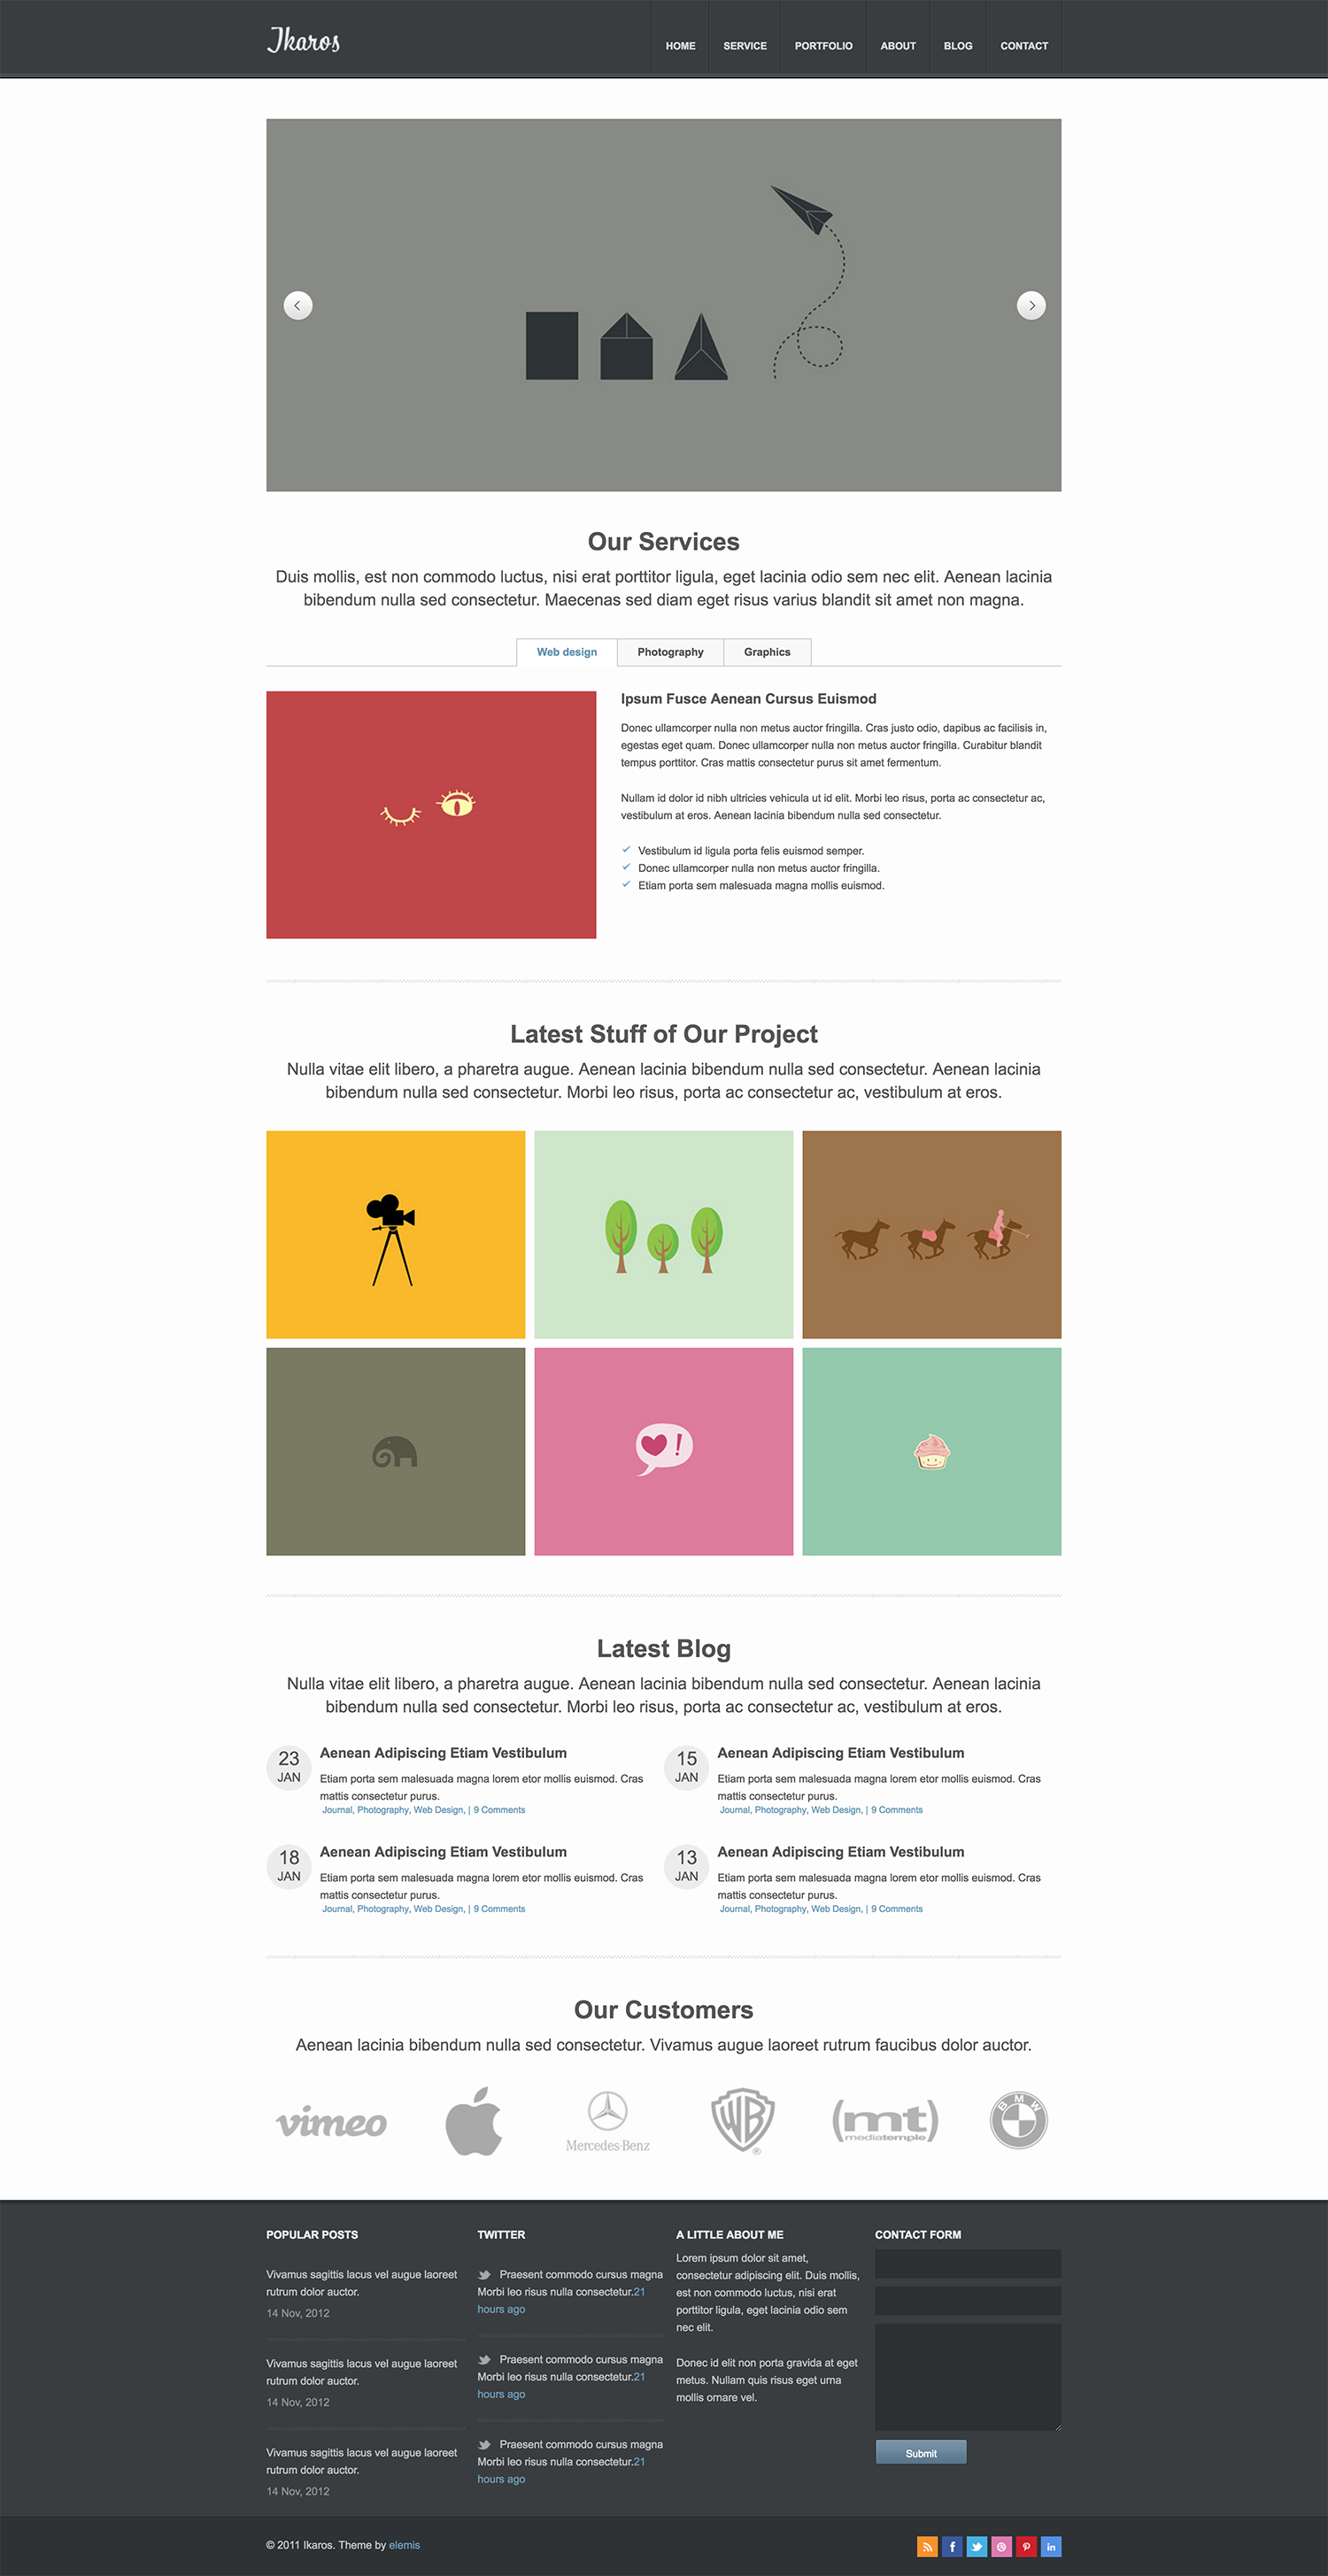 Ikaros
HOME SERVICE PORTFOLIO ABOUT BLOG CONTACT
Our Services
Duis mollis, est non commodo luctus, nisi erat porttitor ligula, eget lacinia odio sem nec elit. Aenean lacinia
bibendum nulla sed consectetur. Maecenas sed diam eget risus varius blandit sit amet non magna.
Web design Photography Graphics
Ipsum Fusce Aenean Cursus Euismod
Donec ullamcorper nulla non metus auctor fringilla. Cras justo odio, dapibus ac facilisis in,
egestas eget quam. Donec ullamcorper nulla non metus auctor fringilla. Curabitur blandit
tempus porttitor. Cras mattis consectetur purus sit amet fermentum.
Nullam id dolor id nibh ultricies vehicula ut id elit. Morbi leo risus, porta ac consectetur ac,
vestibulum at eros. Aenean lacinia bibendum nulla sed consectetur.
Vestibulum id ligula porta felis euismod semper.
Donec ullamcorper nulla non metus auctor fringilla.
Etiam porta sem malesuada magna mollis euismod.
Latest Stuff of Our Project
Nulla vitae elit libero, a pharetra augue. Aenean lacinia bibendum nulla sed consectetur. Aenean lacinia
bibendum nulla sed consectetur. Morbi leo risus, porta ac consectetur ac, vestibulum at eros.
!
Latest Blog
Nulla vitae elit libero, a pharetra augue. Aenean lacinia bibendum nulla sed consectetur. Aenean lacinia
bibendum nulla sed consectetur. Morbi leo risus, porta ac consectetur ac, vestibulum at eros.
23
JAN
Aenean Adipiscing Etiam Vestibulum
Etiam porta sem malesuada magna lorem etor mollis euismod. Cras
mattis consectetur purus.
Journal, Photography, Web Design, | 9 Comments
15
JAN
Aenean Adipiscing Etiam Vestibulum
Etiam porta sem malesuada magna lorem etor mollis euismod. Cras
mattis consectetur purus.
Journal, Photography, Web Design, | 9 Comments
18
JAN
Aenean Adipiscing Etiam Vestibulum
Etiam porta sem malesuada magna lorem etor mollis euismod. Cras
mattis consectetur purus.
Journal, Photography, Web Design, | 9 Comments
13
JAN
Aenean Adipiscing Etiam Vestibulum
Etiam porta sem malesuada magna lorem etor mollis euismod. Cras
mattis consectetur purus.
Journal, Photography, Web Design, | 9 Comments
Our Customers
Aenean lacinia bibendum nulla sed consectetur. Vivamus augue laoreet rutrum faucibus dolor auctor.
vimeo
Mercedes-Benz
WB®
(mt)
mediatemple
BMW
POPULAR POSTS
Vivamus sagittis lacus vel augue laoreet
rutrum dolor auctor.
14 Nov, 2012
Vivamus sagittis lacus vel augue laoreet
rutrum dolor auctor.
14 Nov, 2012
Vivamus sagittis lacus vel augue laoreet
rutrum dolor auctor.
14 Nov, 2012
TWITTER
Praesent commodo cursus magna
Morbi leo risus nulla consectetur.21
hours ago
Praesent commodo cursus magna
Morbi leo risus nulla consectetur.21
hours ago
Praesent commodo cursus magna
Morbi leo risus nulla consectetur.21
hours ago
A LITTLE ABOUT ME
Lorem ipsum dolor sit amet,
consectetur adipiscing elit. Duis mollis,
est non commodo luctus, nisi erat
porttitor ligula, eget lacinia odio sem
nec elit.
Donec id elit non porta gravida at eget
metus. Nullam quis risus eget urna
mollis ornare vel.
CONTACT FORM
Submit
© 2011 Ikaros. Theme by elemis
f
in